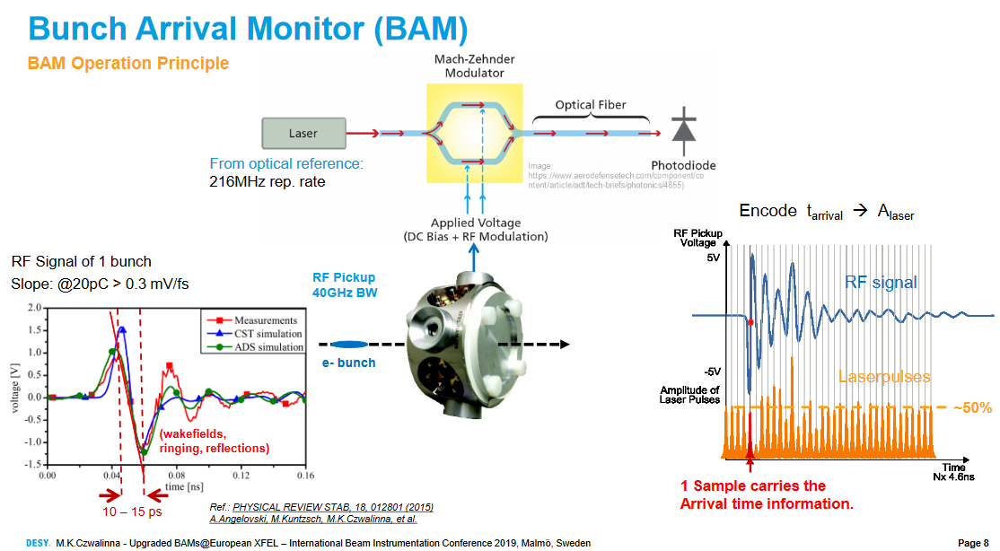 Bunch Arrival Monitor (BAM)
BAM Operation Principle
Mach-Zehnder
Modulator
Optical Fiber
Laser
Photodiode
From optical reference:
216MHz rep. rate
Image:
https://www.aerodefensetech.com/component/co
ntent/article/adt/tech-briefs/photonics/4855)
Applied Voltage
(DC Bias + RF Modulation)
RF Signal of 1 bunch
Slope: @20pC > 0.3 mV/fs
2.0
1.5
1.0
0.5
0.0
-0.5
-1.0
-1.5
voltage [V]
Measurements
CST simulation
ADS simulation
(wakefields,
ringing, reflections)
0.00 0.04 0.08 0.12 0.16
time [ns]
10 – 15 ps
RF Pickup
40GHz BW
e- bunch
Ref.: PHYSICAL REVIEW STAB, 18, 012801 (2015)
A.Angelovski, M.Kuntzsch, M.K.Czwalinna, et al.
Encode tarrival → Alaser
RF Pickup
Voltage
5V
RF signal
-5V
Amplitude of
Laser Pulses
Laserpulses
~50%
Time
Nx 4.6ns
1 Sample carries the
Arrival time information.
DESY. M.K.Czwalinna - Upgraded BAMs@European XFEL – International Beam Instrumentation Conference 2019, Malmö, Sweden
Page 8